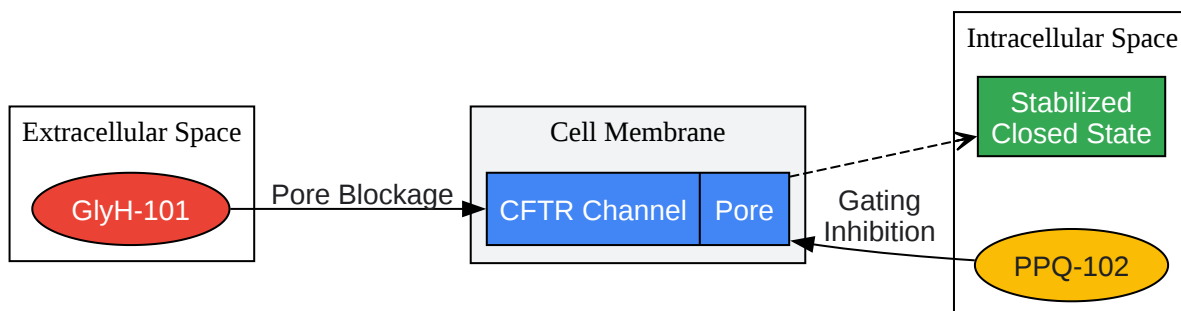 Extracellular Space
GlyH-101
Pore Blockage
Cell Membrane
CFTR Channel
Pore
Gating
Inhibition
Intracellular Space
Stabilized
Closed State
PPQ-102